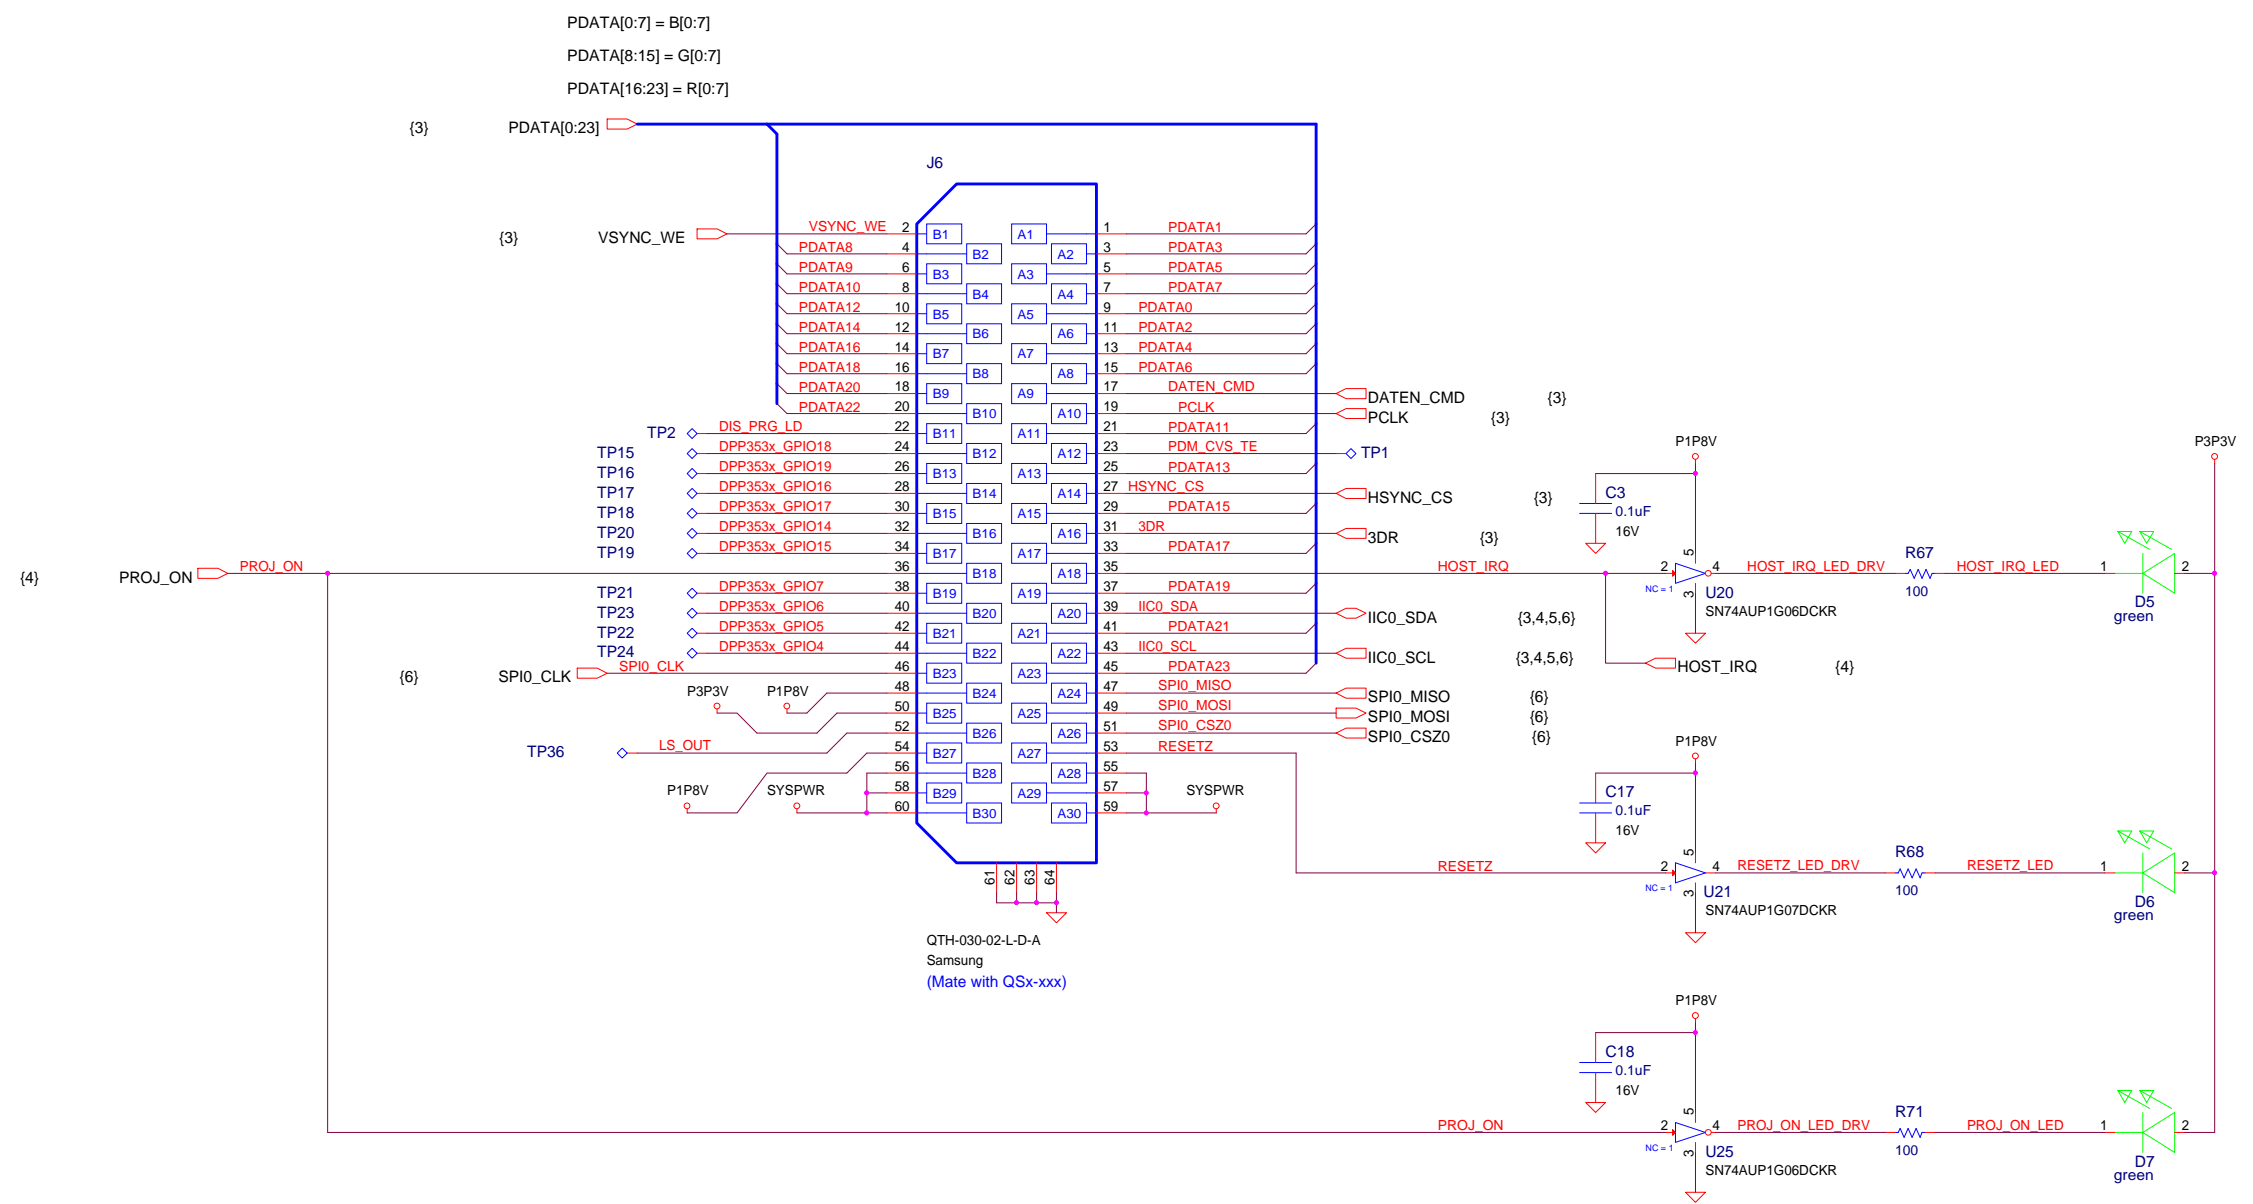 PDATA[0:7] = B[0:7]
PDATA[8:15] = G[0:7]
PDATA[16:23] = R[0:7]
{3} PDATA[0:23]
J6
{3} VSYNC_WE VSYNC_WE 2 B1 A1 1 PDATA1
PDATA8 4 B2 A2 3 PDATA3
PDATA9 6 B3 A3 5 PDATA5
PDATA10 8 B4 A4 7 PDATA7
PDATA12 10 B5 A5 9 PDATA0
PDATA14 12 B6 A6 11 PDATA2
PDATA16 14 B7 A7 13 PDATA4
PDATA18 16 B8 A8 15 PDATA6
PDATA20 18 B9 A9 17 DATEN_CMD DATEN_CMD {3}
PDATA22 20 B10 A10 19 PCLK PCLK {3}
TP2 DIS_PRG_LD 22 B11 A11 21 PDATA11
TP15 DPP353x_GPIO18 24 B12 A12 23 PDM_CVS_TE TP1
TP16 DPP353x_GPIO19 26 B13 A13 25 PDATA13
TP17 DPP353x_GPIO16 28 B14 A14 27 HSYNC_CS HSYNC_CS {3}
TP18 DPP353x_GPIO17 30 B15 A15 29 PDATA15
TP20 DPP353x_GPIO14 32 B16 A16 31 3DR 3DR {3}
TP19 DPP353x_GPIO15 34 B17 A17 33 PDATA17
{4} PROJ_ON PROJ_ON 36 B18 A18 35 HOST_IRQ
TP21 DPP353x_GPIO7 38 B19 A19 37 PDATA19
TP23 DPP353x_GPIO6 40 B20 A20 39 IIC0_SDA IIC0_SDA {3,4,5,6}
TP22 DPP353x_GPIO5 42 B21 A21 41 PDATA21
TP24 DPP353x_GPIO4 44 B22 A22 43 IIC0_SCL IIC0_SCL {3,4,5,6}
{6} SPI0_CLK SPI0_CLK 46 B23 A23 45 PDATA23
HOST_IRQ {4}
P3P3V P1P8V 48 B24 A24 47 SPI0_MISO SPI0_MISO {6}
50 B25 A25 49 SPI0_MOSI SPI0_MOSI {6}
52 B26 A26 51 SPI0_CSZ0 SPI0_CSZ0 {6}
TP36 LS_OUT 54 B27 A27 53 RESETZ
56 B28 A28 55
P1P8V SYSPWR 58 B29 A29 57 SYSPWR
60 B30 A30 59
61 62 63 64
QTH-030-02-L-D-A
Samsung
(Mate with QSx-xxx)
P1P8V P3P3V
C3
0.1uF
16V
5
2 4 HOST_IRQ_LED_DRV R67 HOST_IRQ_LED 1 2
NC = 1 3 U20 100 D5
SN74AUP1G06DCKR green
P1P8V
C17
0.1uF
16V
5
RESETZ 2 4 RESETZ_LED_DRV R68 RESETZ_LED 1 2
NC = 1 3 U21 100 D6
SN74AUP1G07DCKR green
P1P8V
C18
0.1uF
16V
5
PROJ_ON 2 4 PROJ_ON_LED_DRV R71 PROJ_ON_LED 1 2
NC = 1 3 U25 100 D7
SN74AUP1G06DCKR green